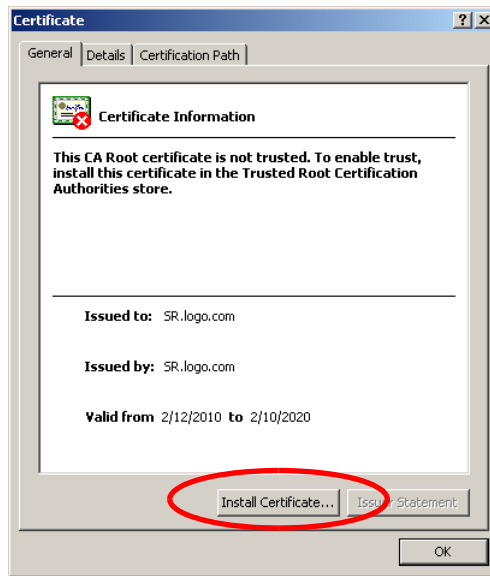 Certificate
General Details Certification Path
Certificate Information
This CA Root certificate is not trusted. To enable trust,
install this certificate in the Trusted Root Certification
Authorities store.
Issued to: SR.logo.com
Issued by: SR.logo.com
Valid from 2/12/2010 to 2/10/2020
Install Certificate... Issuer Statement
OK